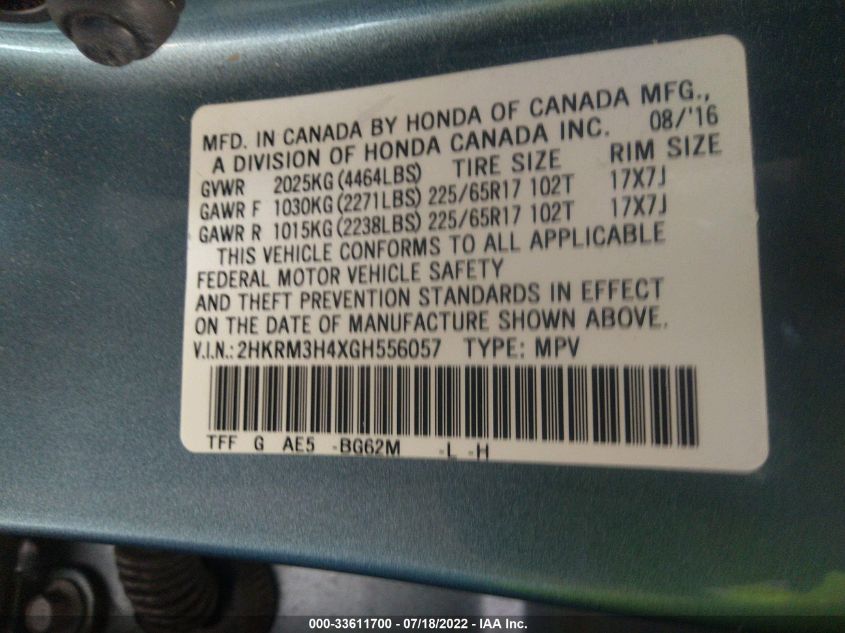 MFD. IN CANADA BY HONDA OF CANADA MFG.,
A DIVISION OF HONDA CANADA INC. 08/'16
GVWR 2025KG (4464LBS) TIRE SIZE RIM SIZE
GAWR F 1030KG (2271LBS) 225/65R17 102T 17X7J
GAWR R 1015KG (2238LBS) 225/65R17 102T 17X7J
THIS VEHICLE CONFORMS TO ALL APPLICABLE
FEDERAL MOTOR VEHICLE SAFETY
AND THEFT PREVENTION STANDARDS IN EFFECT
ON THE DATE OF MANUFACTURE SHOWN ABOVE.
V.I.N.: 2HKRM3H4XGH556057 TYPE: MPV
TFF G AE5 -BG62M -L -H
000-33611700 - 07/18/2022 - IAA Inc.